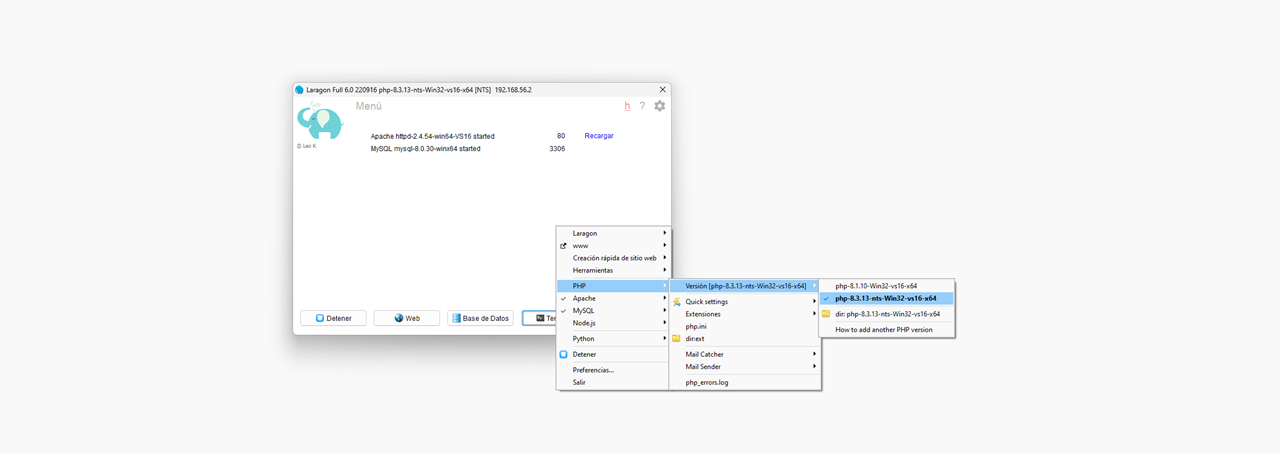 Laragon Full 6.0 220916 php-8.3.13-nts-Win32-vs16-x64 [NTS] 192.168.56.2
Menú
h ?
© Leo K
Apache httpd-2.4.54-win64-VS16 started 80 Recargar
MySQL mysql-8.0.30-winx64 started 3306
Detener
Web
Base de Datos
Laragon
www
Creación rápida de sitio web
Herramientas
PHP
Apache
MySQL
Node.js
Python
Detener
Preferencias...
Salir
Versión [php-8.3.13-nts-Win32-vs16-x64]
Quick settings
Extensiones
php.ini
dir:ext
Mail Catcher
Mail Sender
php_errors.log
php-8.1.10-Win32-vs16-x64
php-8.3.13-nts-Win32-vs16-x64
dir: php-8.3.13-nts-Win32-vs16-x64
How to add another PHP version